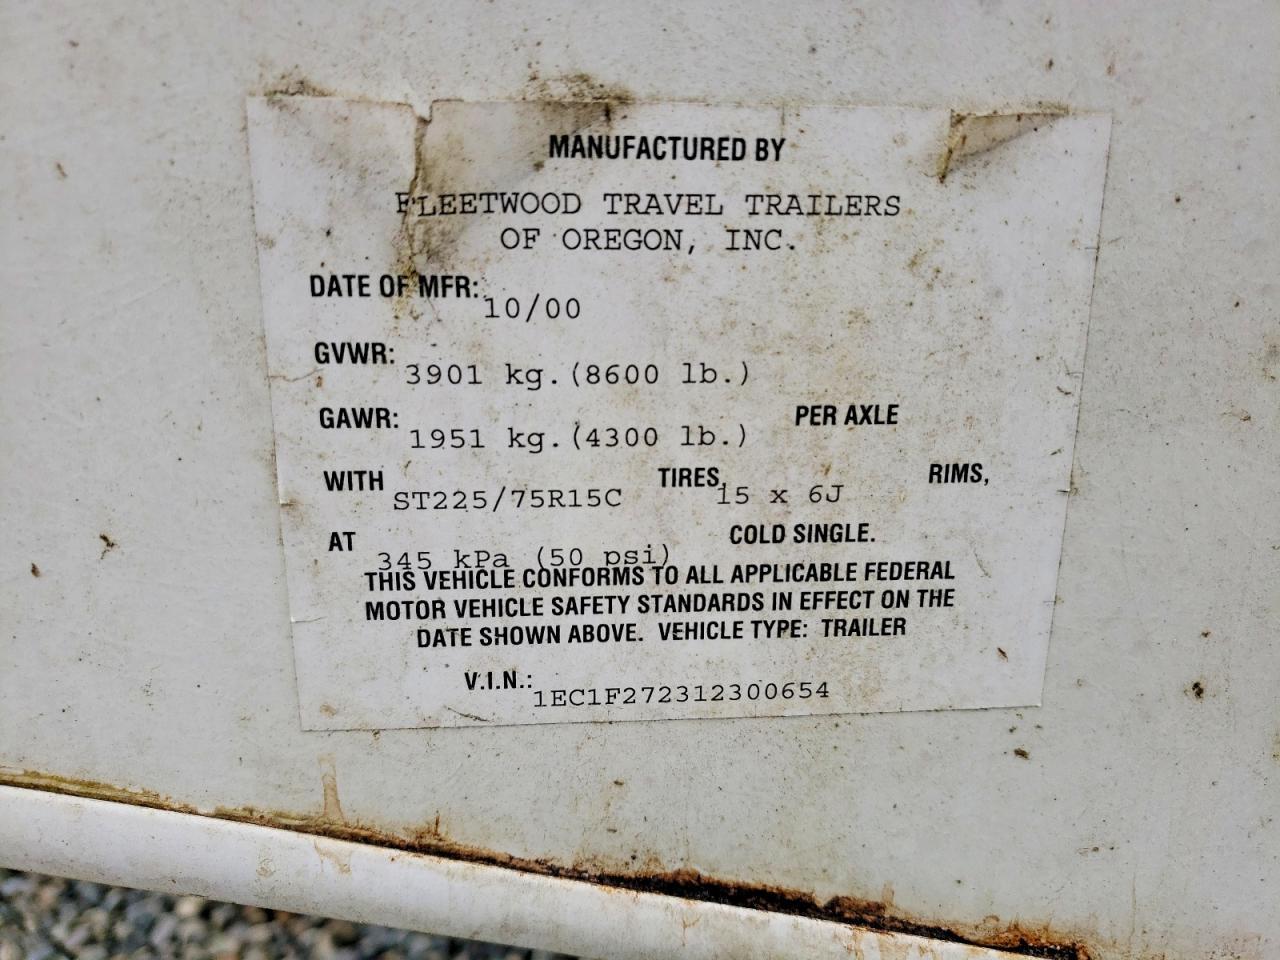 MANUFACTURED BY
FLEETWOOD TRAVEL TRAILERS
OF OREGON, INC.
DATE OF MFR: 10/00
GVWR: 3901 kg.(8600 lb.)
GAWR: 1951 kg.(4300 lb.) PER AXLE
WITH ST225/75R15C TIRES, 15 x 6J RIMS,
AT 345 kPa (50 psi) COLD SINGLE.
THIS VEHICLE CONFORMS TO ALL APPLICABLE FEDERAL
MOTOR VEHICLE SAFETY STANDARDS IN EFFECT ON THE
DATE SHOWN ABOVE. VEHICLE TYPE: TRAILER
V.I.N.: 1EC1F272312300654